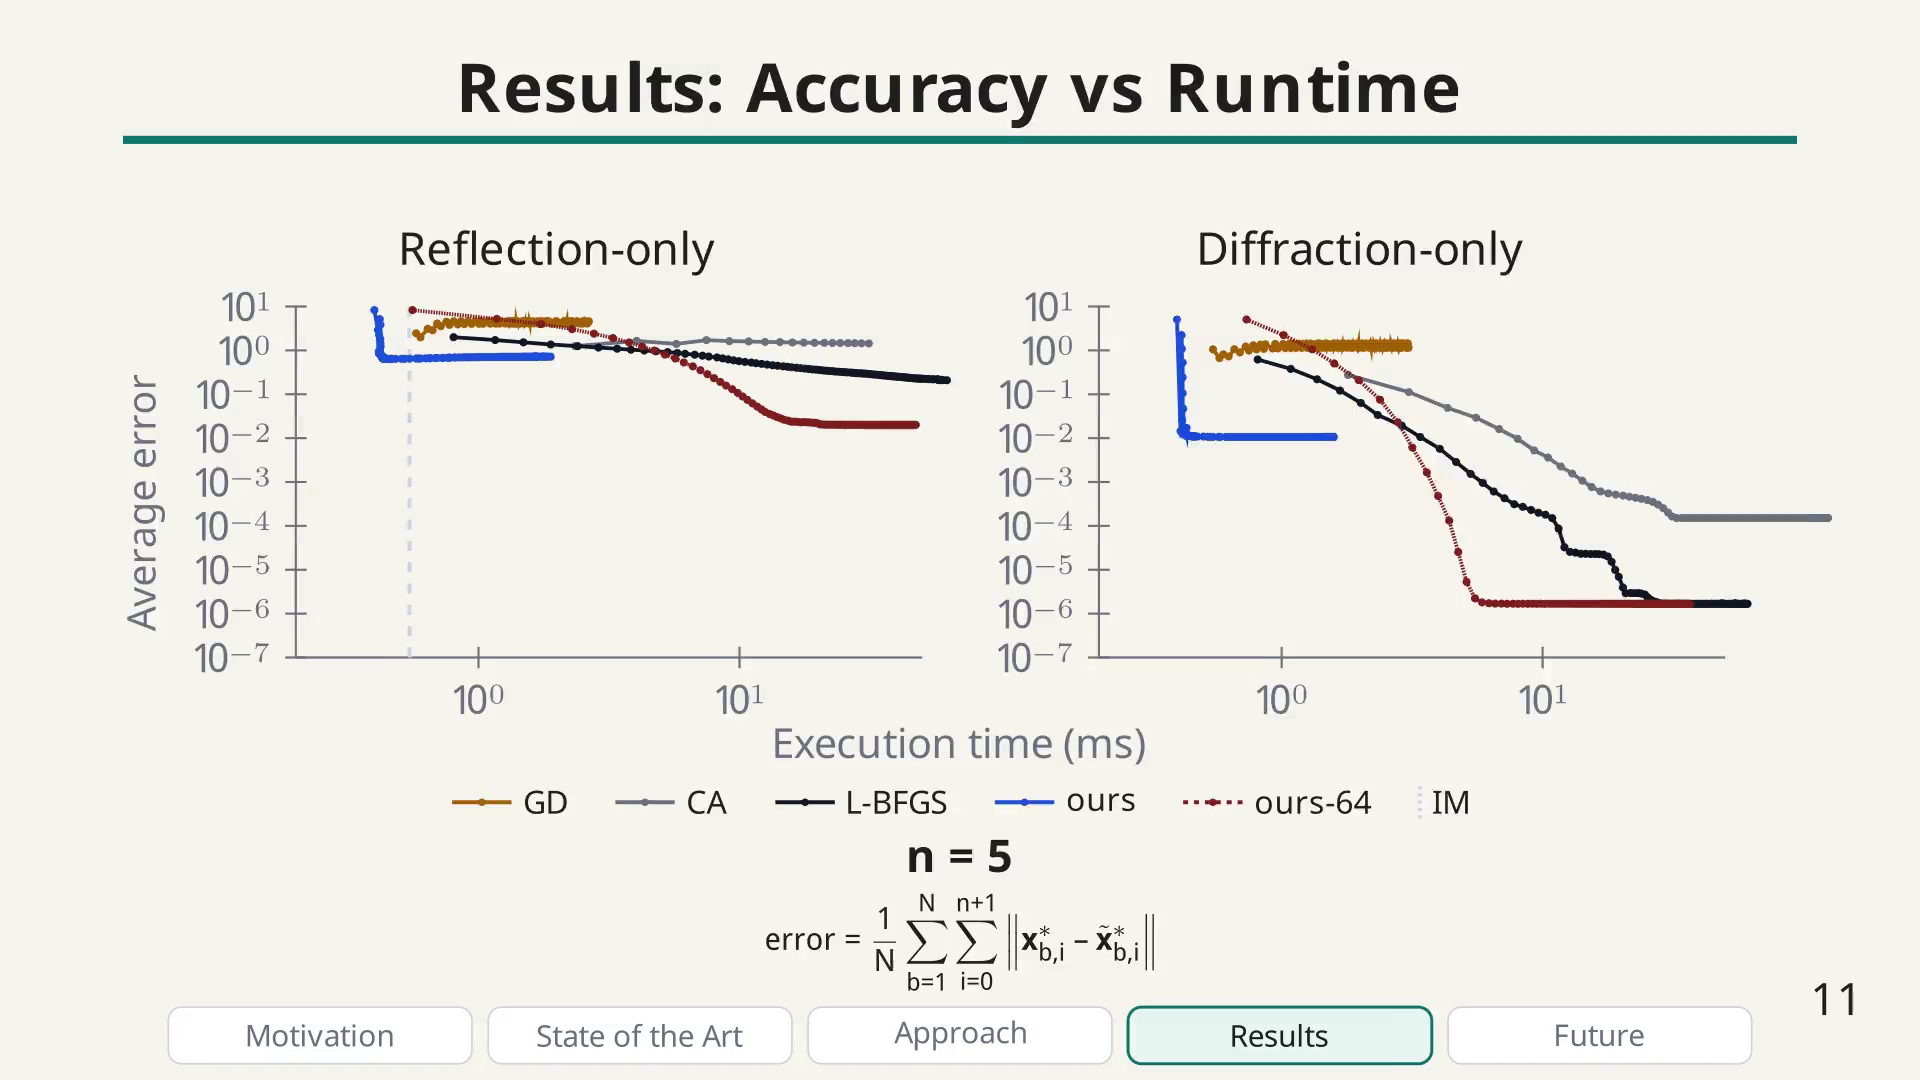 Results: Accuracy vs Runtime
Reflection-only
Diffraction-only
Average error
10¹
10⁰
10⁻¹
10⁻²
10⁻³
10⁻⁴
10⁻⁵
10⁻⁶
10⁻⁷
10⁰ 10¹
10¹
10⁰
10⁻¹
10⁻²
10⁻³
10⁻⁴
10⁻⁵
10⁻⁶
10⁻⁷
10⁰ 10¹
Execution time (ms)
GD CA L-BFGS ours ours-64 IM
n = 5
error = 1/N ∑_{b=1}^{N} ∑_{i=0}^{n+1} ‖x*_{b,i} – x̃*_{b,i}‖
11
Motivation State of the Art Approach Results Future